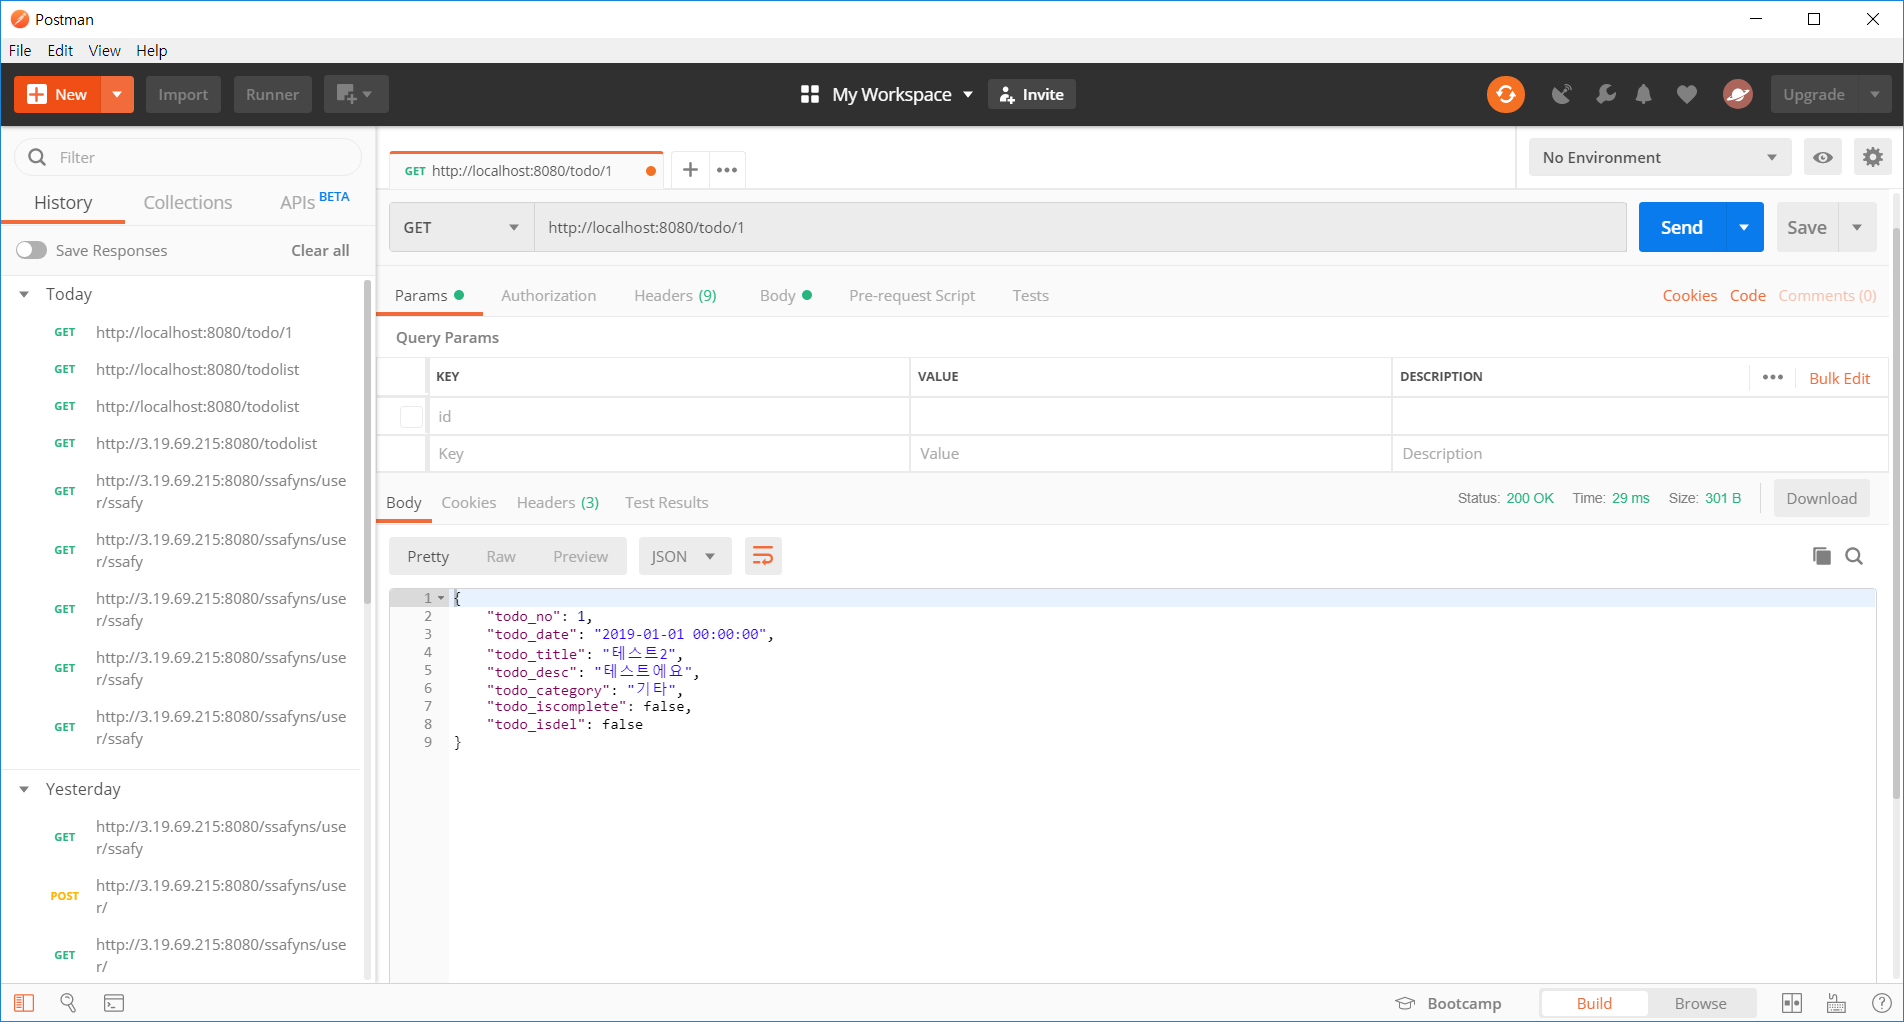 Postman
File Edit View Help
New Import Runner My Workspace Invite Upgrade
Filter
History Collections APIs BETA
Save Responses Clear all
Today
GET http://localhost:8080/todo/1
GET http://localhost:8080/todolist
GET http://localhost:8080/todolist
GET http://3.19.69.215:8080/todolist
GET http://3.19.69.215:8080/ssafyns/use
r/ssafy
GET http://3.19.69.215:8080/ssafyns/use
r/ssafy
GET http://3.19.69.215:8080/ssafyns/use
r/ssafy
GET http://3.19.69.215:8080/ssafyns/use
r/ssafy
GET http://3.19.69.215:8080/ssafyns/use
r/ssafy
Yesterday
GET http://3.19.69.215:8080/ssafyns/use
r/ssafy
POST http://3.19.69.215:8080/ssafyns/use
r/
GET http://3.19.69.215:8080/ssafyns/use
r/
GET http://localhost:8080/todo/1
No Environment
GET http://localhost:8080/todo/1 Send Save
Params Authorization Headers (9) Body Pre-request Script Tests Cookies Code Comments (0)
Query Params
KEY VALUE DESCRIPTION Bulk Edit
id
Key Value Description
Body Cookies Headers (3) Test Results Status: 200 OK Time: 29 ms Size: 301 B Download
Pretty Raw Preview JSON
1 {
2 "todo_no": 1,
3 "todo_date": "2019-01-01 00:00:00",
4 "todo_title": "테스트2",
5 "todo_desc": "테스트에요",
6 "todo_category": "기타",
7 "todo_iscomplete": false,
8 "todo_isdel": false
9 }
Bootcamp Build Browse